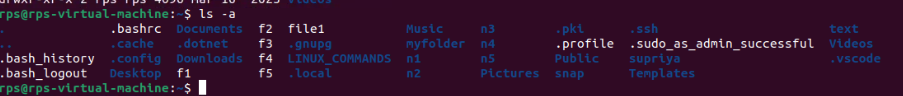 rps@rps-virtual-machine:~$ ls -a
. .bashrc Documents f2 file1 Music n3 .pki .ssh text
.. .cache .dotnet f3 .gnupg myfolder n4 .profile .sudo_as_admin_successful Videos
.bash_history .config Downloads f4 LINUX_COMMANDS n1 n5 Public supriya .vscode
.bash_logout Desktop f1 f5 .local n2 Pictures snap Templates
rps@rps-virtual-machine:~$